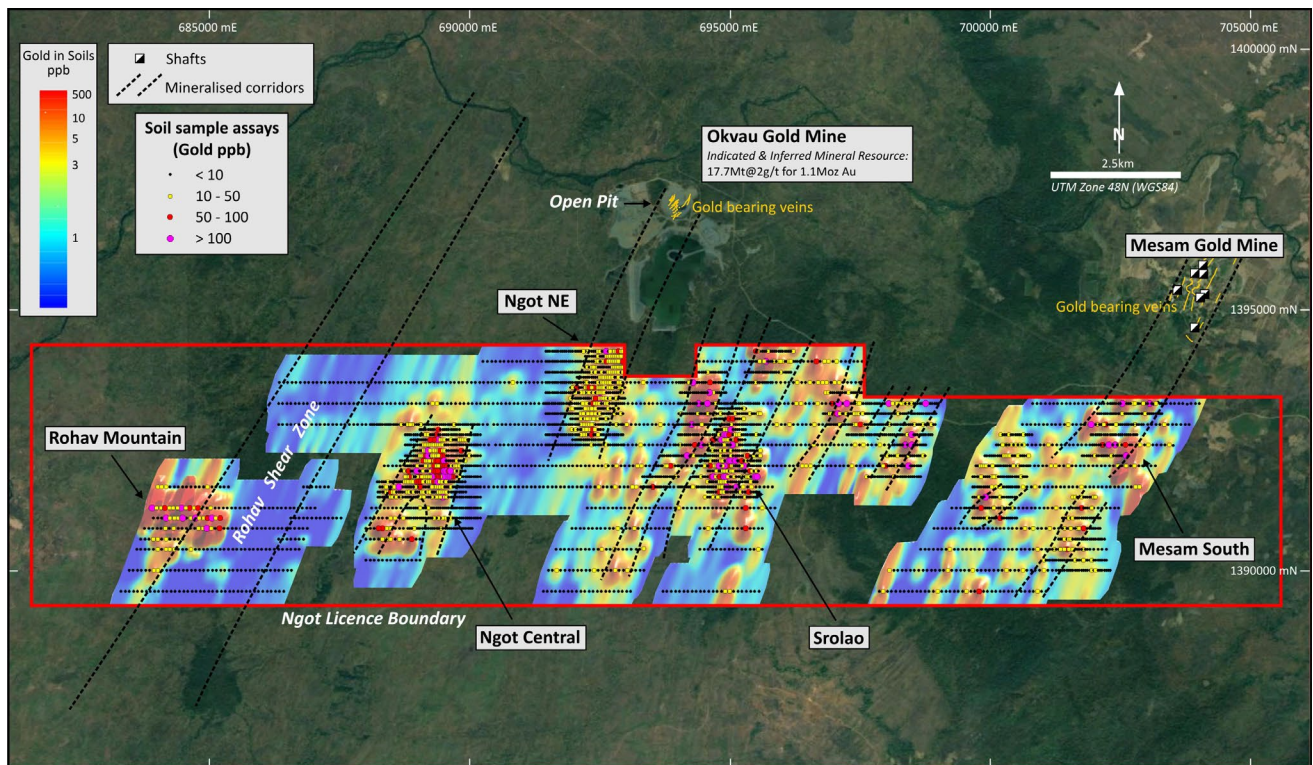 685000 mE
690000 mE
695000 mE
700000 mE
705000 mE
1400000 mN
Gold in Soils
ppb
500
10
5
3
1
Shafts
Mineralised corridors
Soil sample assays
(Gold ppb)
< 10
10 - 50
50 - 100
> 100
Okvau Gold Mine
Indicated & Inferred Mineral Resource:
17.7Mt@2g/t for 1.1Moz Au
N
2.5km
UTM Zone 48N (WGS84)
Open Pit
Gold bearing veins
Mesam Gold Mine
Gold bearing veins
Ngot NE
1395000 mN
Rohav Mountain
Rohav Shear Zone
Mesam South
1390000 mN
Ngot Licence Boundary
Ngot Central
Srolao